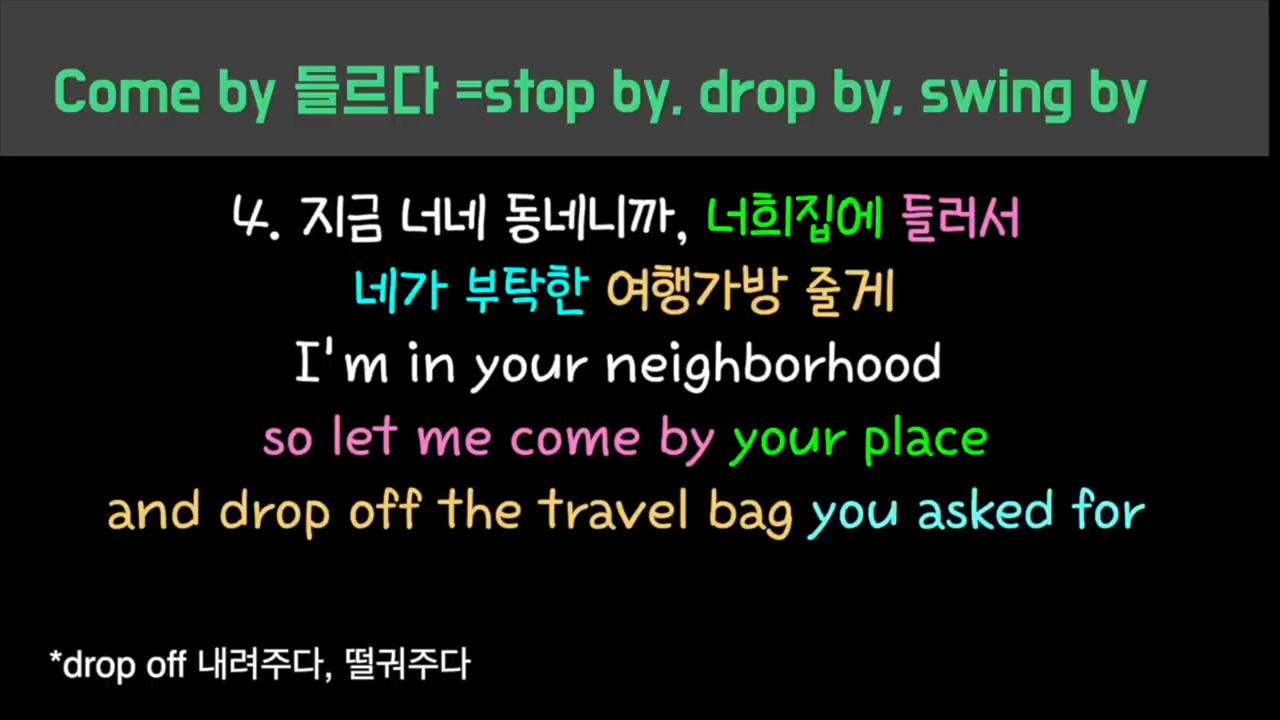 Come by 들르다 =stop by, drop by, swing by
4. 지금 너네 동네니까, 너희집에 들러서
네가 부탁한 여행가방 줄게
I'm in your neighborhood
so let me come by your place
and drop off the travel bag you asked for
*drop off 내려주다, 떨궈주다